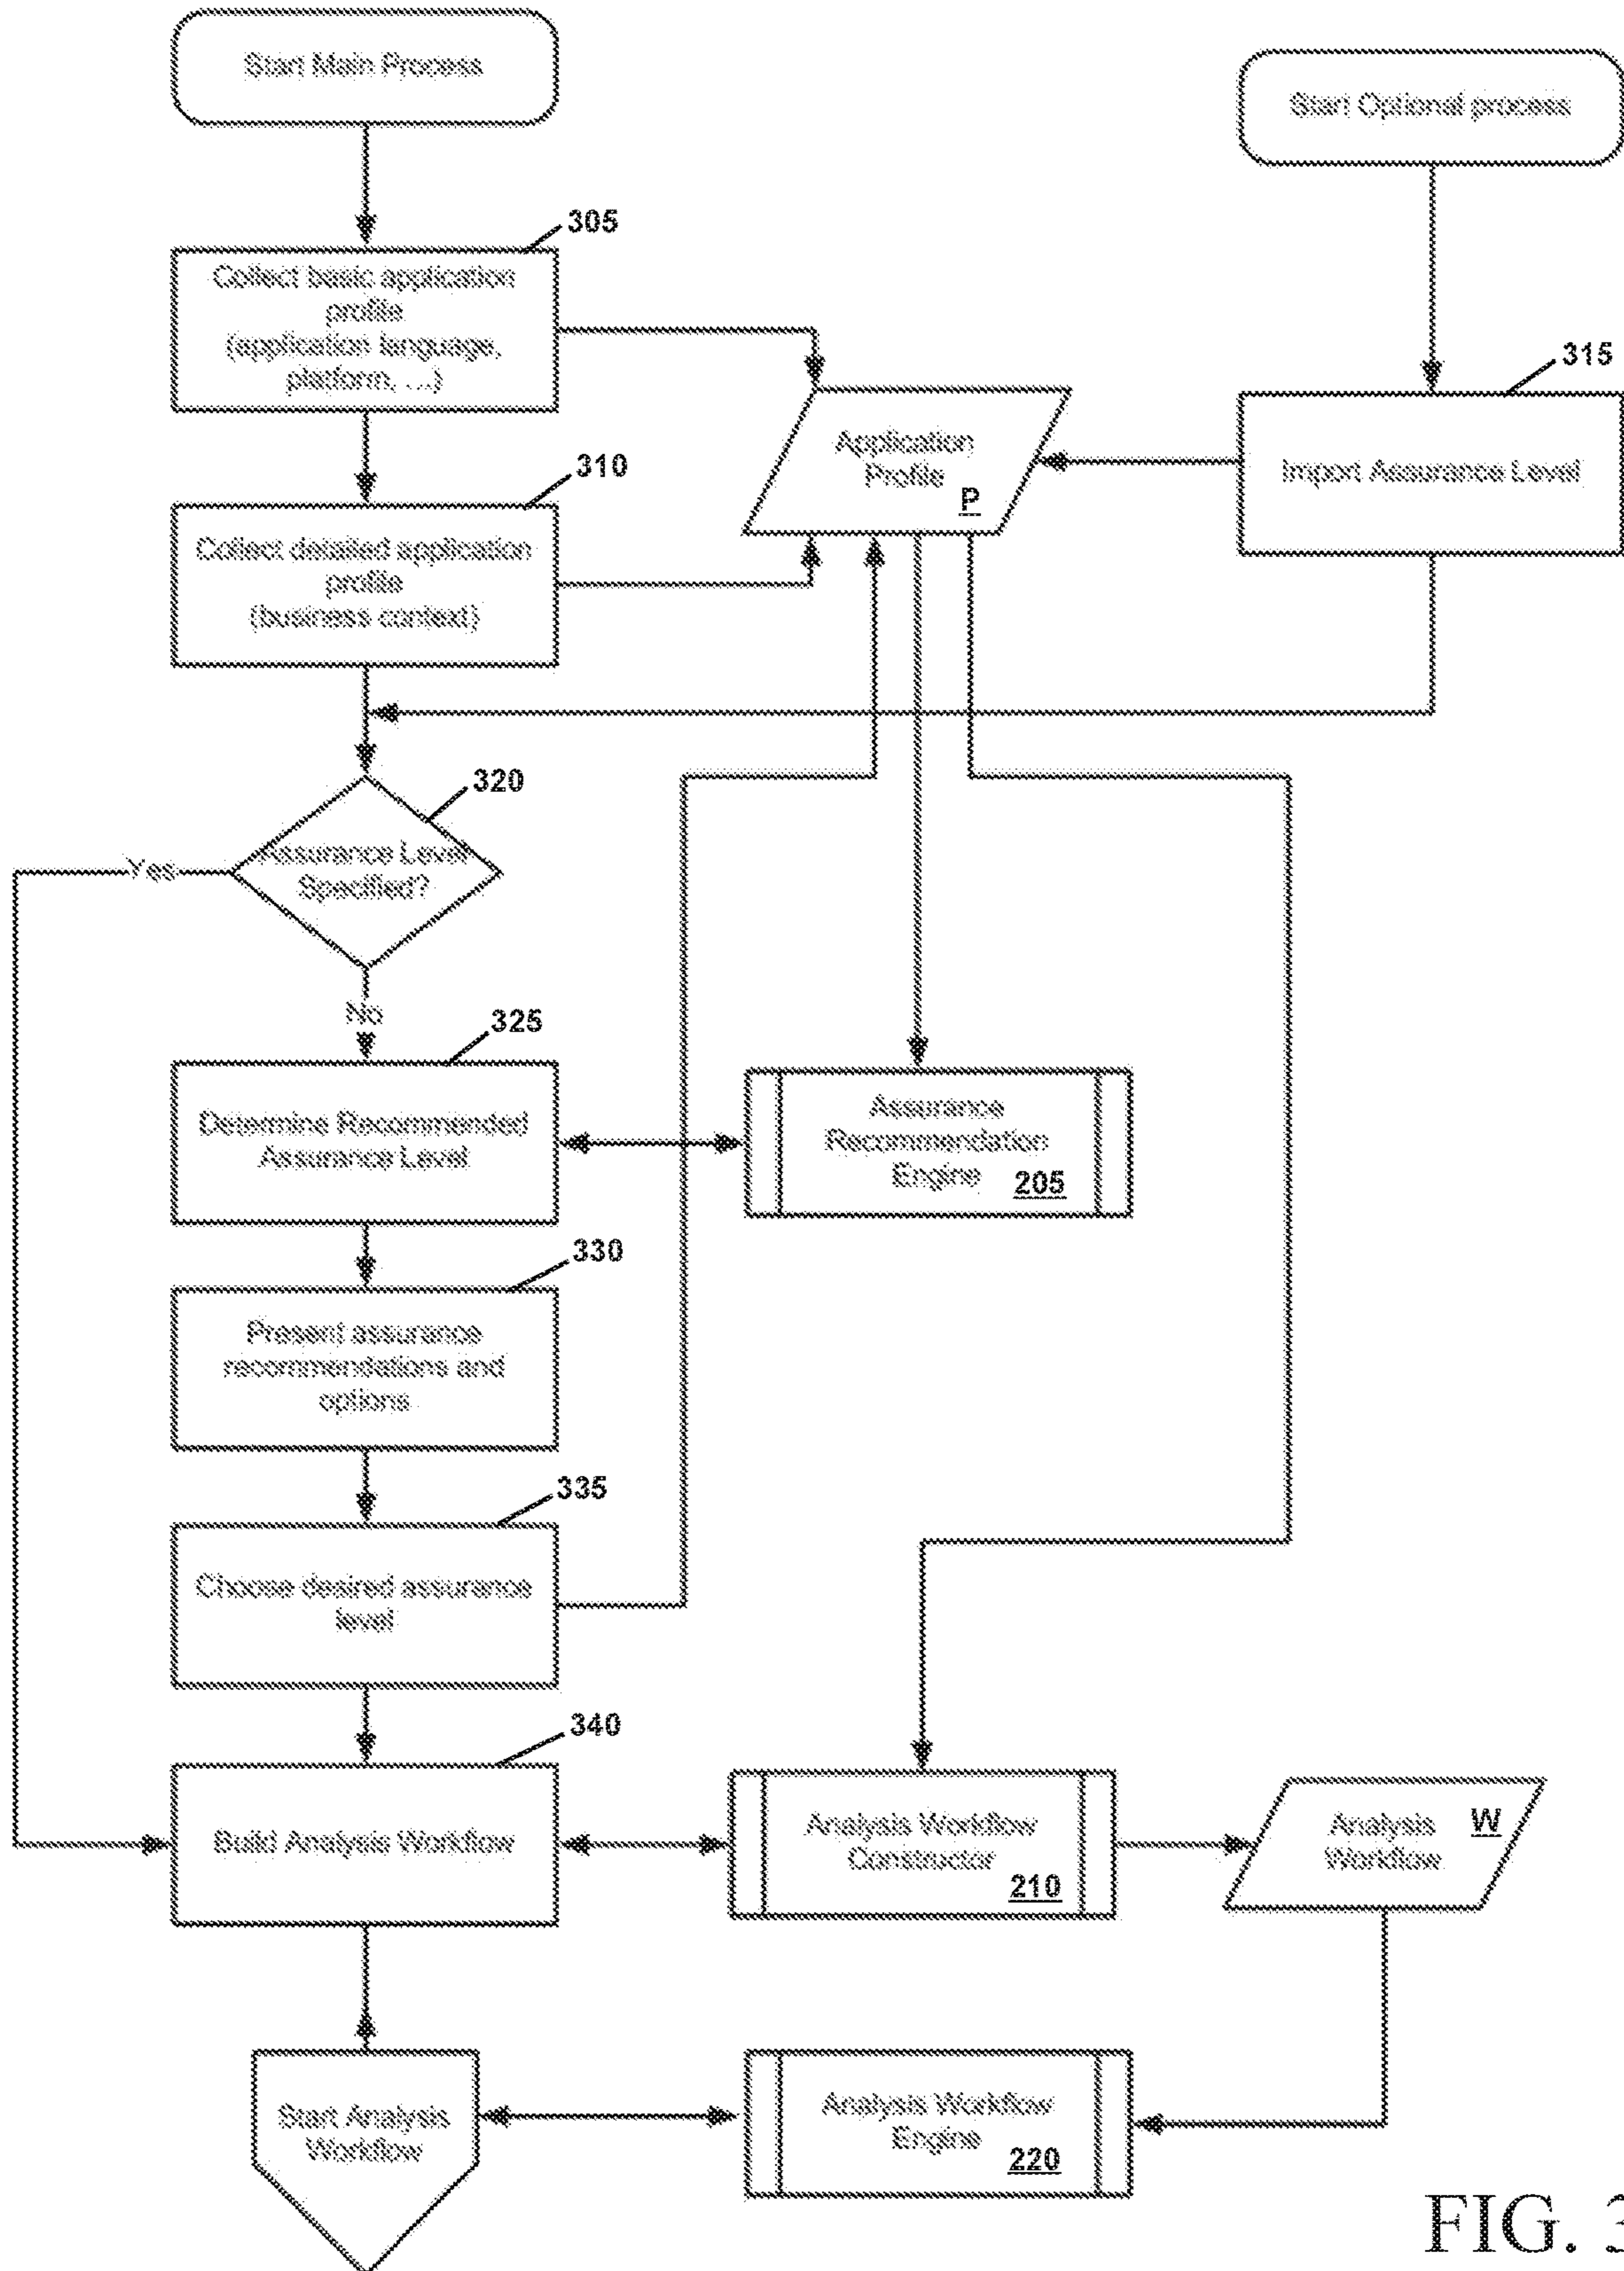 Start Main Process
Start Optional process
305
Collect basic application
profile
(application language,
platform, ...)
315
Application
Profile
P
Import Assurance Level
310
Collect detailed application
profile
(business context)
320
Assurance Level
Specified?
Yes
No
325
Determine Recommended
Assurance Level
Assurance
Recommendation
Engine
205
330
Present assurance
recommendations and
options
335
Choose desired assurance
level
340
Build Analysis Workflow
Analysis Workflow
Constructor
210
Analysis
Workflow
W
Start Analysis
Workflow
Analysis Workflow
Engine
220
FIG. 3